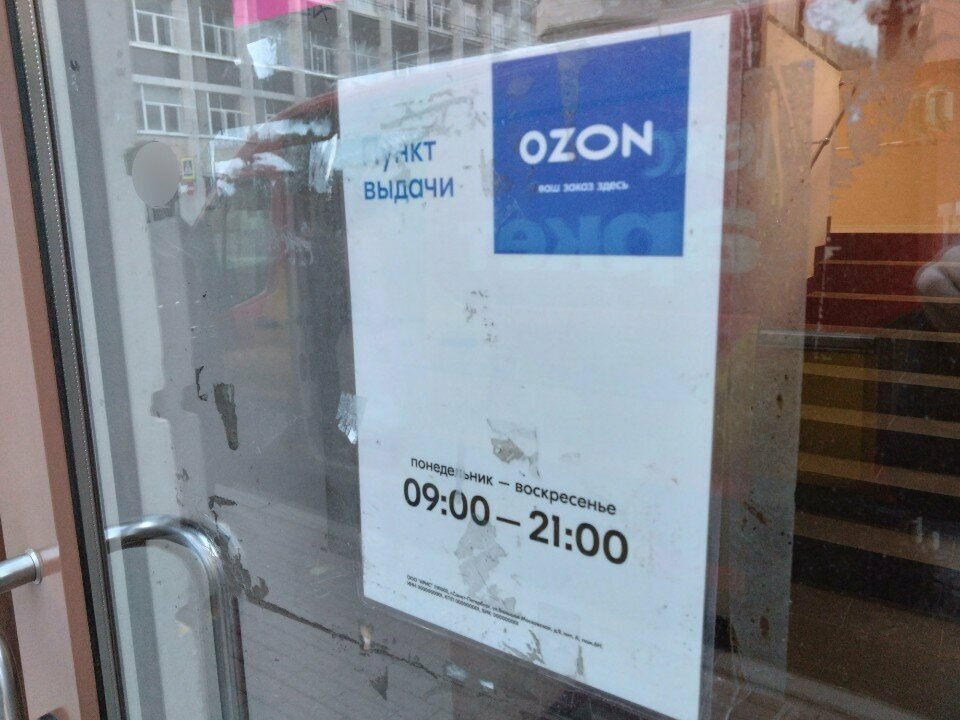 Пункт
выдачи
OZON
ваш заказ здесь
понедельник — воскресенье
09:00 — 21:00